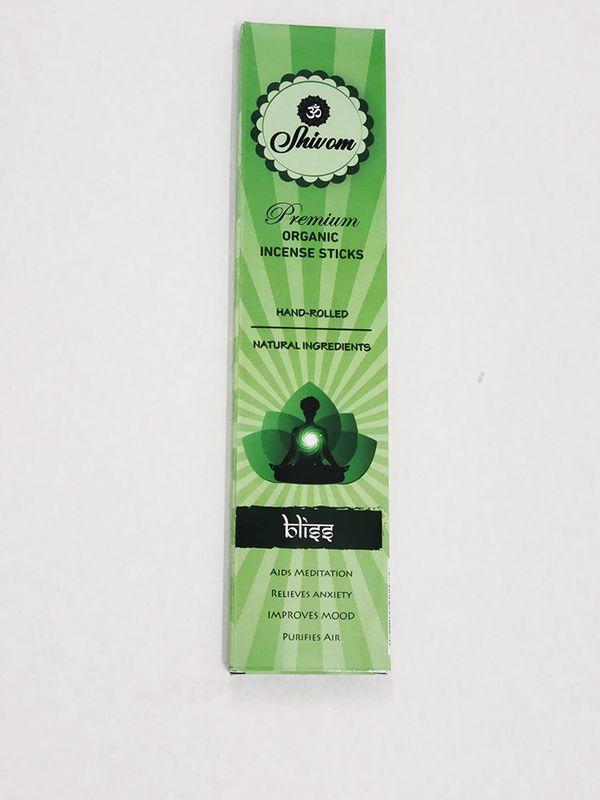 ॐ
Shivom
Premium
ORGANIC
INCENSE STICKS
HAND-ROLLED
NATURAL INGREDIENTS
bliss
AIDS MEDITATION
RELIEVES ANXIETY
IMPROVES MOOD
PURIFIES AIR